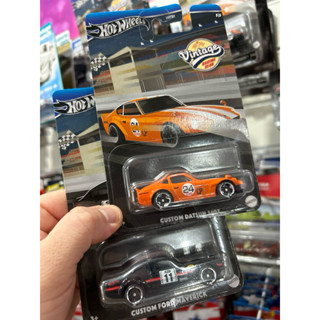 HOT WHEELS
Vintage
24
CUSTOM DATSUN
HOT WHEELS
11
CUSTOM FORD MAVERICK